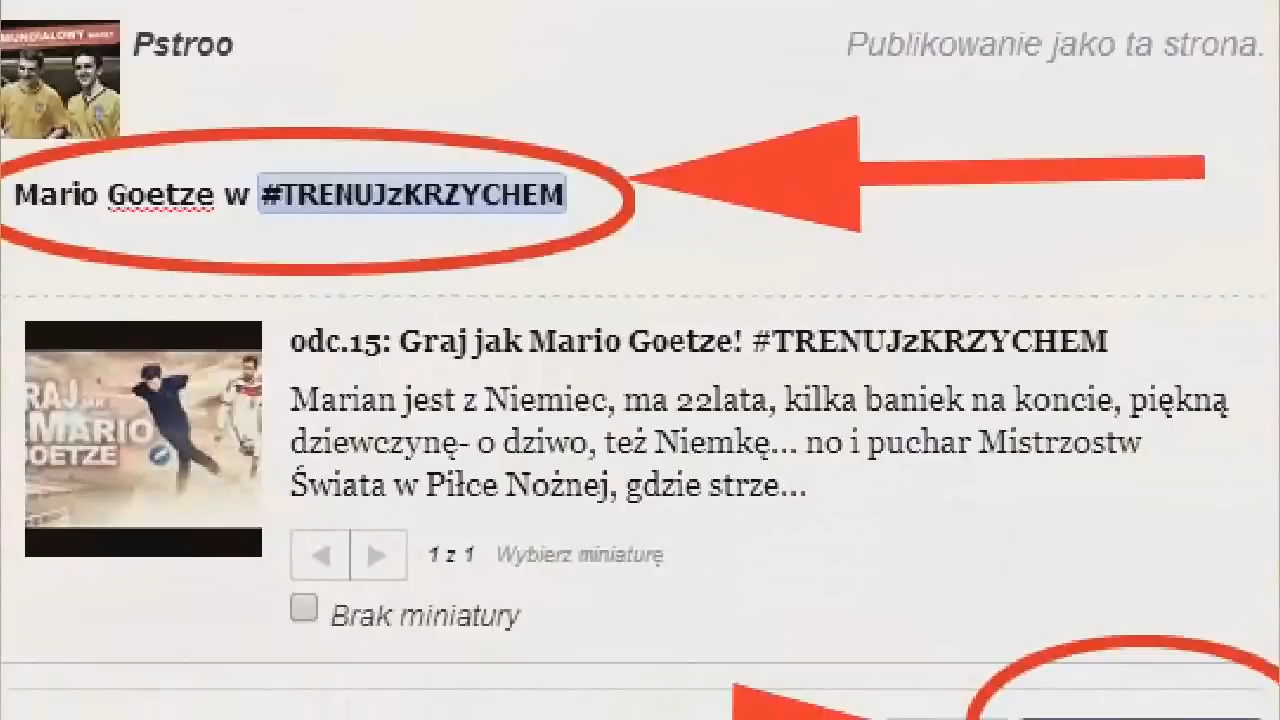 MUNDIALOWY
Pstroo
Publikowanie jako ta strona.
Mario Goetze w #TRENUJzKRZYCHEM
odc.15: Graj jak Mario Goetze! #TRENUJzKRZYCHEM
Marian jest z Niemiec, ma 22lata, kilka baniek na koncie, piękną
dziewczynę- o dziwo, też Niemkę... no i puchar Mistrzostw
Świata w Piłce Nożnej, gdzie strze...
RAJ JAK
MARIO
GOETZE
1 z 1 Wybierz miniaturę
Brak miniatury